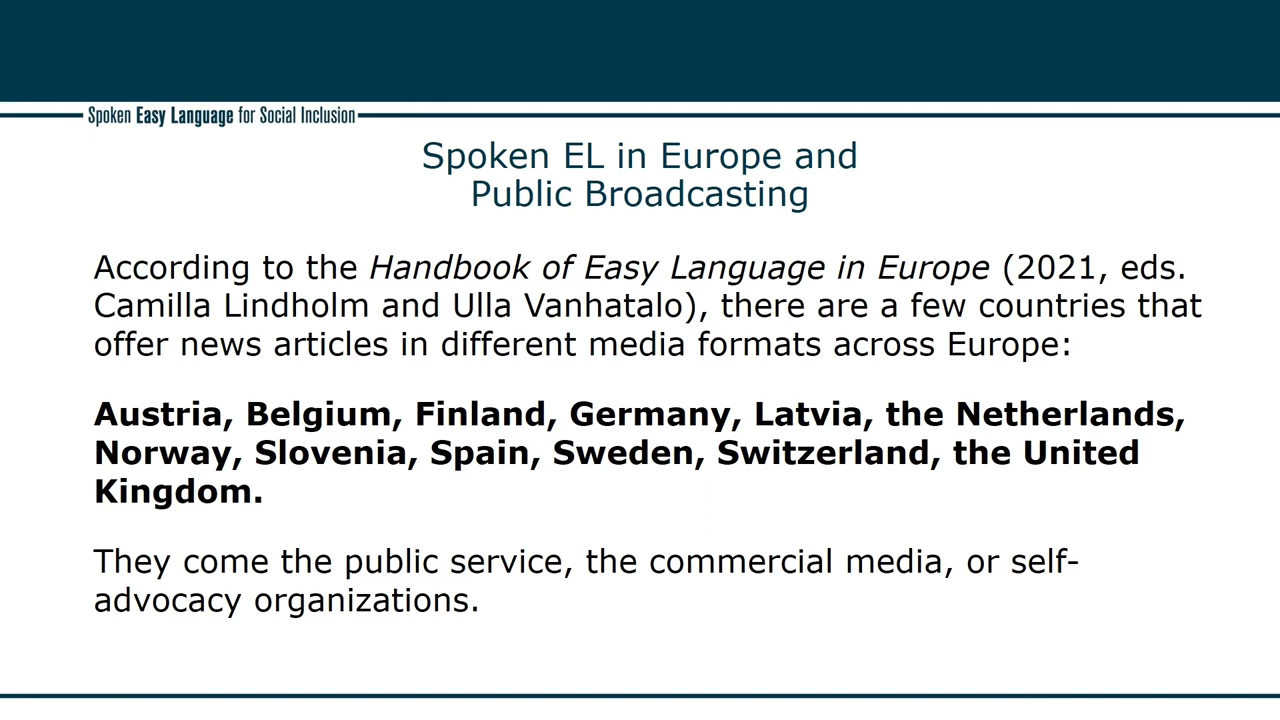 Spoken Easy Language for Social Inclusion
Spoken EL in Europe and
Public Broadcasting
According to the Handbook of Easy Language in Europe (2021, eds.
Camilla Lindholm and Ulla Vanhatalo), there are a few countries that
offer news articles in different media formats across Europe:
Austria, Belgium, Finland, Germany, Latvia, the Netherlands,
Norway, Slovenia, Spain, Sweden, Switzerland, the United
Kingdom.
They come the public service, the commercial media, or self-
advocacy organizations.